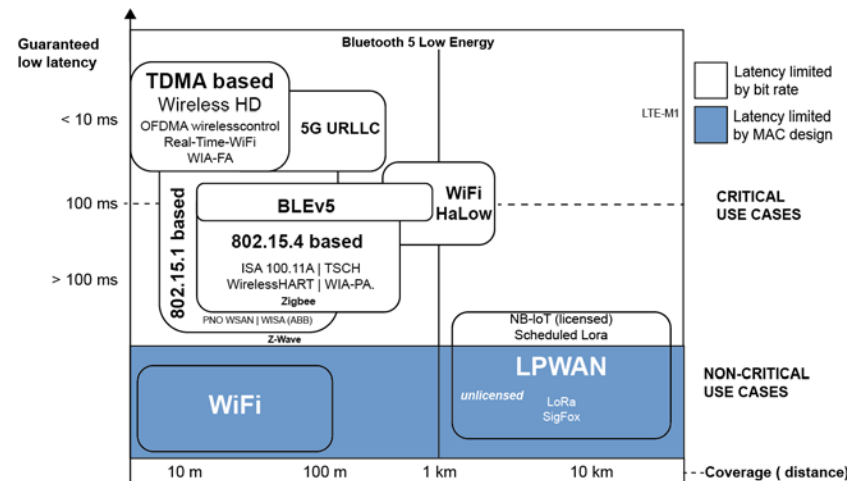 Guaranteed
low latency
< 10 ms
100 ms
> 100 ms
Bluetooth 5 Low Energy
TDMA based
Wireless HD
OFDMA wirelesscontrol
Real-Time-WiFi
WIA-FA
5G URLLC
LTE-M1
WiFi
HaLow
802.15.1 based
BLEv5
802.15.4 based
ISA 100.11A | TSCH
WirelessHART | WIA-PA.
Zigbee
PNO WSAN | WISA (ABB)
Z-Wave
NB-IoT (licensed)
Scheduled Lora
LPWAN
unlicensed
LoRa
SigFox
WiFi
Latency limited
by bit rate
Latency limited
by MAC design
CRITICAL
USE CASES
NON-CRITICAL
USE CASES
10 m
100 m
1 km
10 km
Coverage ( distance)